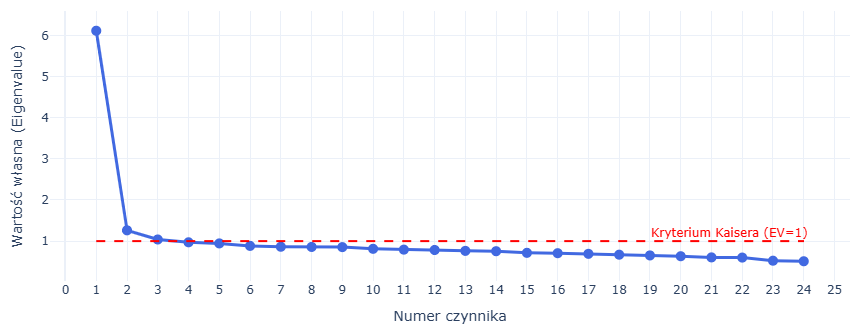 Wartość własna (Eigenvalue)
6
5
4
3
2
1
Kryterium Kaisera (EV=1)
0 1 2 3 4 5 6 7 8 9 10 11 12 13 14 15 16 17 18 19 20 21 22 23 24 25
Numer czynnika